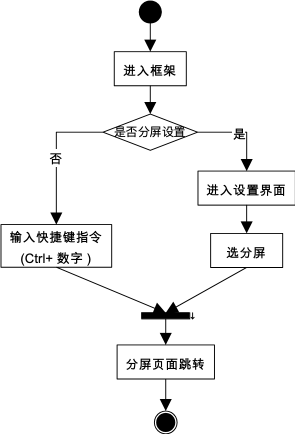 进入框架
是否分屏设置
是
否
进入设置界面
输入快捷键指令
(Ctrl+ 数字 )
选分屏
分屏页面跳转